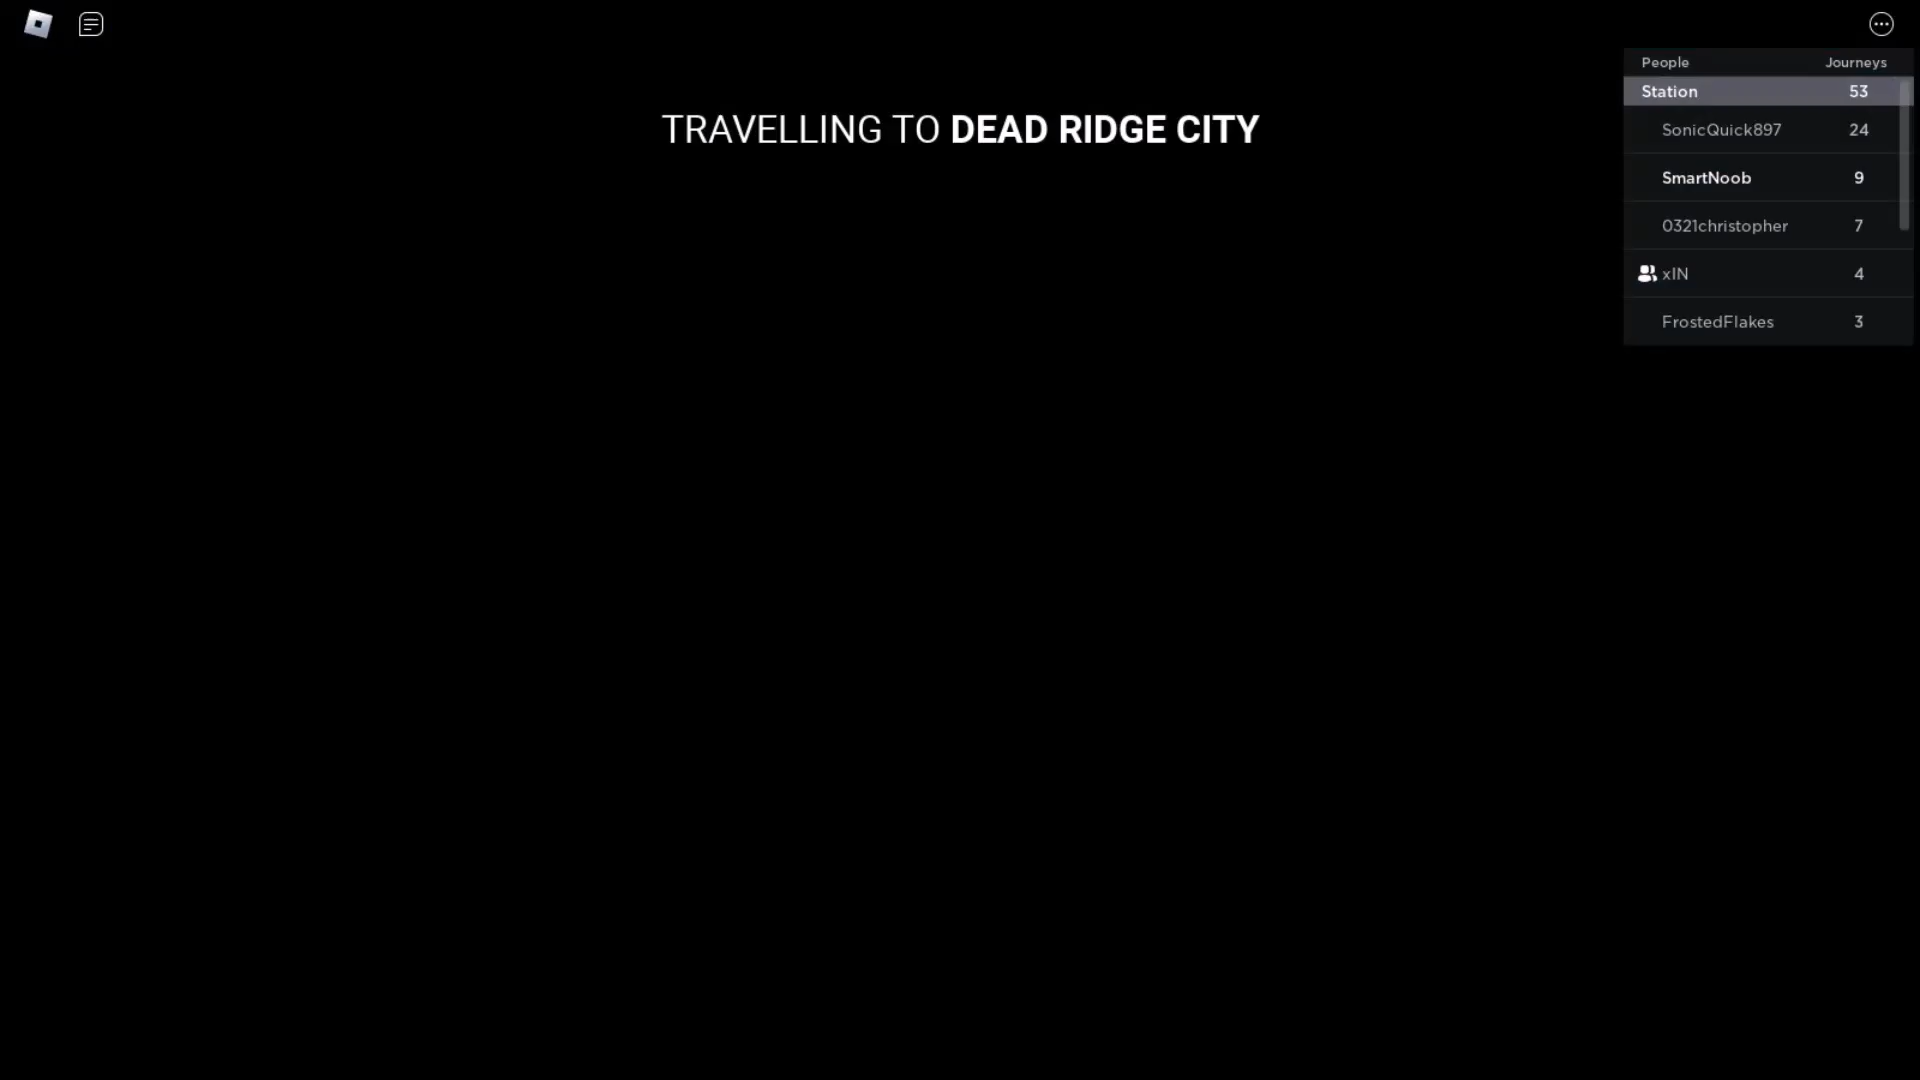 TRAVELLING TO DEAD RIDGE CITY
People Journeys
Station 53
SonicQuick897 24
SmartNoob 9
0321christopher 7
xIN 4
FrostedFlakes 3